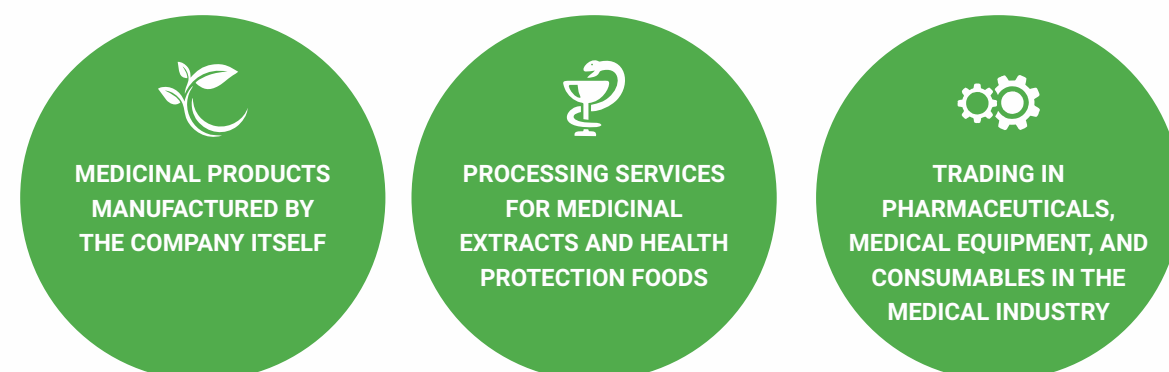 MEDICINAL PRODUCTS
MANUFACTURED BY
THE COMPANY ITSELF
PROCESSING SERVICES
FOR MEDICINAL
EXTRACTS AND HEALTH
PROTECTION FOODS
TRADING IN
PHARMACEUTICALS,
MEDICAL EQUIPMENT, AND
CONSUMABLES IN THE
MEDICAL INDUSTRY